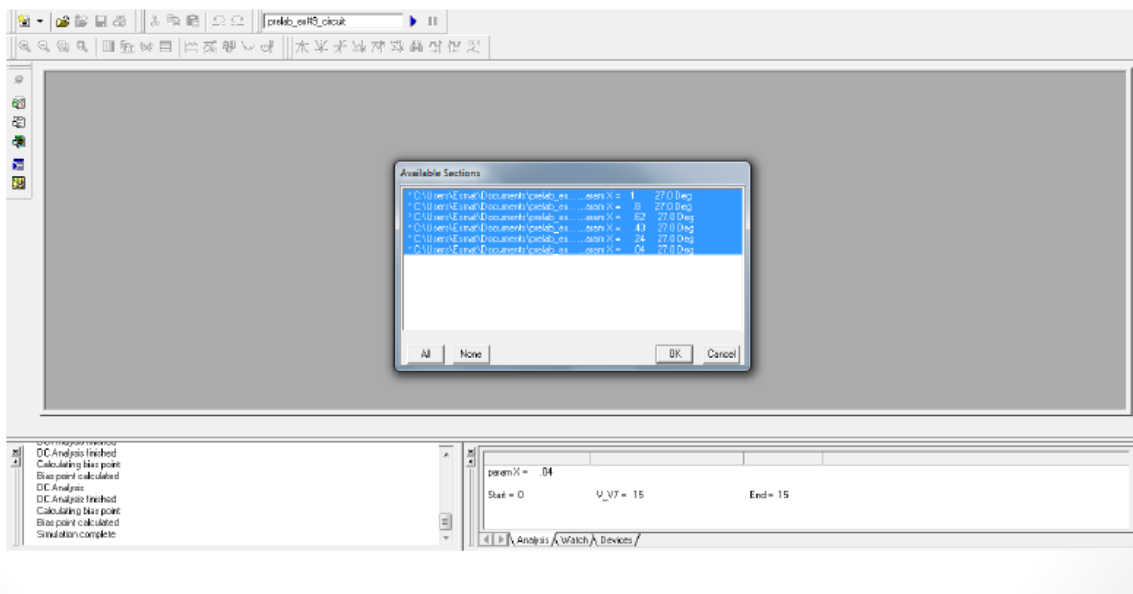 prelab_ex#9_circuit
Available Sections
* C:\Users\Esmat\Documents\prelab_ex......aram X = 1 27.0 Deg
* C:\Users\Esmat\Documents\prelab_ex......aram X = .8 27.0 Deg
* C:\Users\Esmat\Documents\prelab_ex......aram X = .62 27.0 Deg
* C:\Users\Esmat\Documents\prelab_ex......aram X = .43 27.0 Deg
* C:\Users\Esmat\Documents\prelab_ex......aram X = .24 27.0 Deg
* C:\Users\Esmat\Documents\prelab_ex......aram X = .04 27.0 Deg
All None OK Cancel
DC Analysis finished
DC Analysis finished
Calculating bias point
Bias point calculated
DC Analysis
DC Analysis finished
Calculating bias point
Bias point calculated
Simulation complete
param X = .04
Start = 0 V_V7 = 15 End = 15
Analysis Watch Devices